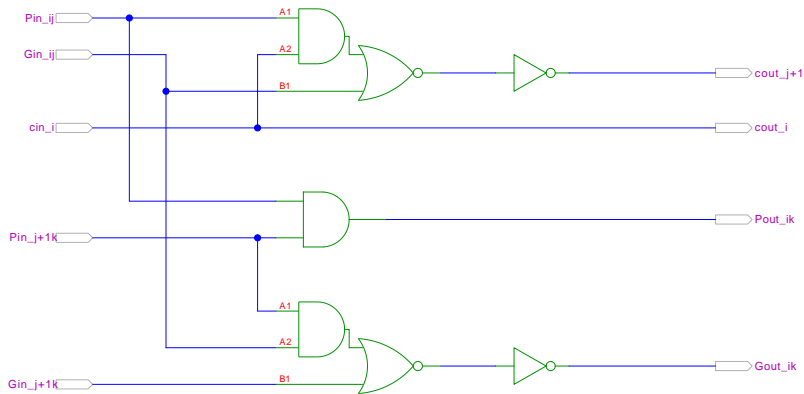 Pin_ij
A1
Gin_ij
A2
cout_j+1
B1
cin_i
cout_i
Pout_ik
Pin_j+1k
A1
A2
Gout_ik
B1
Gin_j+1k